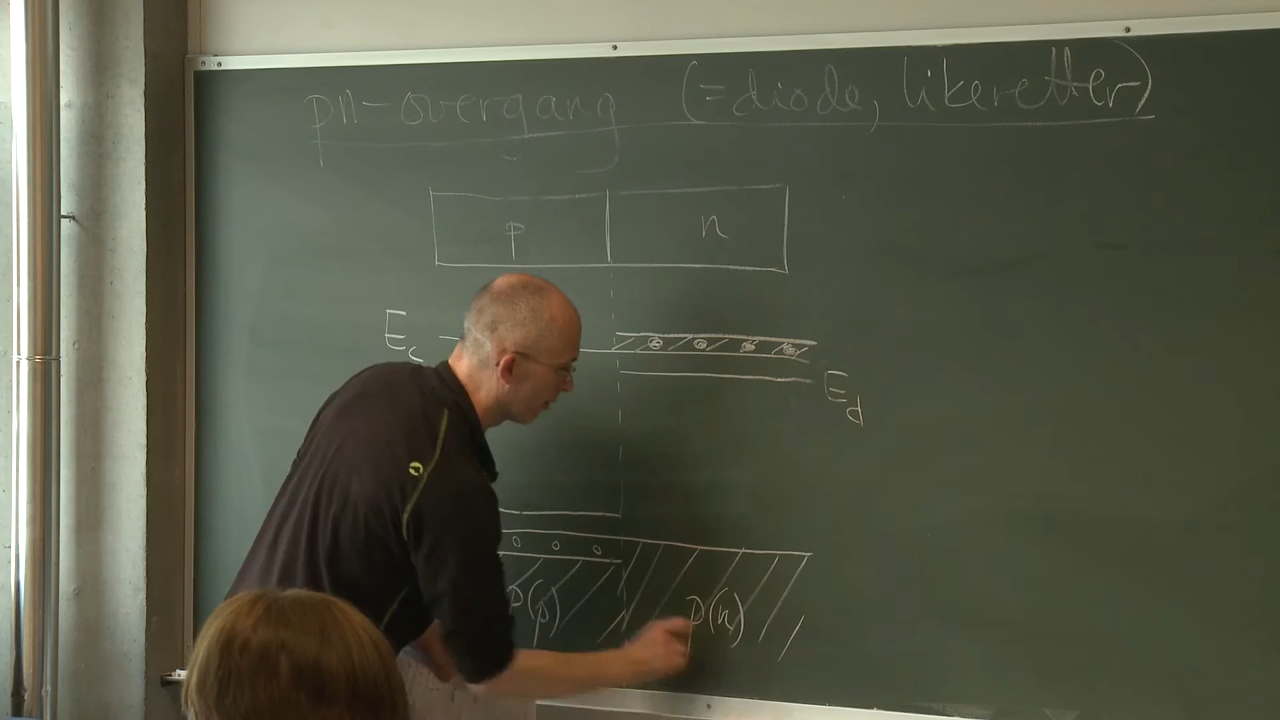 pn-overgang (=diode, likeretter)
p n
E_c
E_d
p(p) p(n)